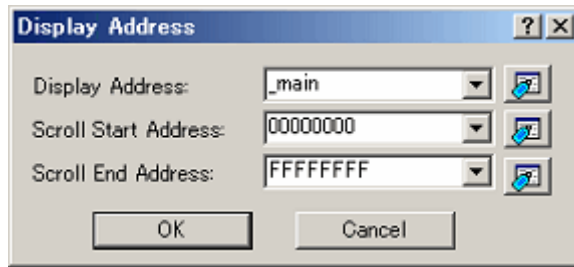 Display Address
Display Address: _main
Scroll Start Address: 00000000
Scroll End Address: FFFFFFFF
OK Cancel